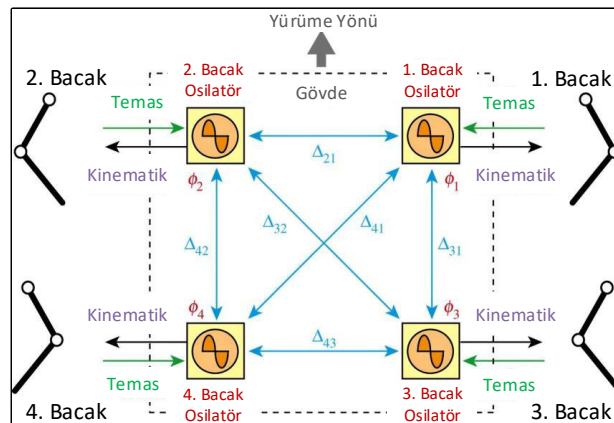 Yürüme Yönü
2. Bacak
2. Bacak
Osilatör
Gövde
1. Bacak
Osilatör
1. Bacak
Temas
Temas
Δ21
Kinematik
ϕ2
ϕ1
Kinematik
Δ42
Δ32
Δ41
Δ31
Kinematik
ϕ4
ϕ3
Kinematik
Δ43
Temas
Temas
4. Bacak
4. Bacak
Osilatör
3. Bacak
Osilatör
3. Bacak